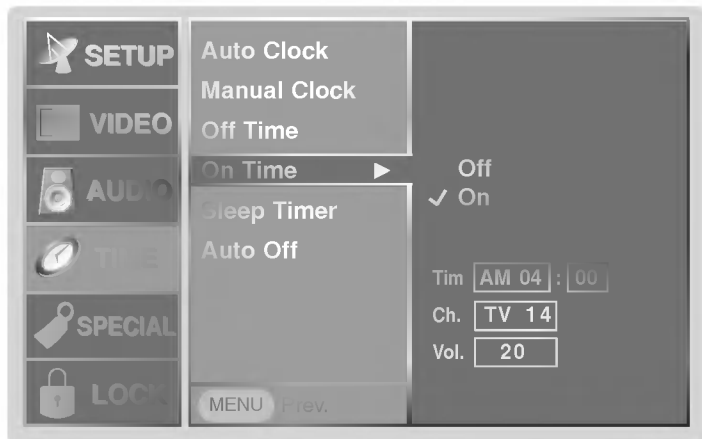 SETUP
VIDEO
AUDIO
TIME
SPECIAL
LOCK
Auto Clock
Manual Clock
Off Time
On Time
Sleep Timer
Auto Off
MENU Prev.
Off
On
Tim AM 04 : 00
Ch. TV 14
Vol. 20